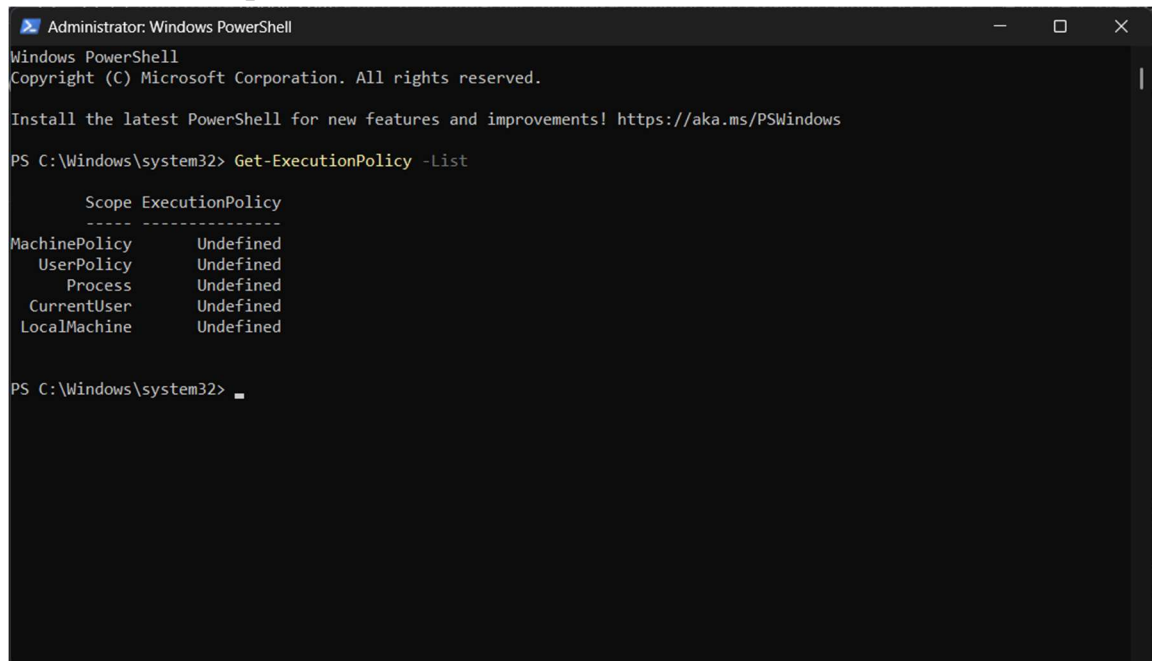 Administrator: Windows PowerShell
Windows PowerShell
Copyright (C) Microsoft Corporation. All rights reserved.
Install the latest PowerShell for new features and improvements! https://aka.ms/PSWindows
PS C:\Windows\system32> Get-ExecutionPolicy -List
Scope ExecutionPolicy
----- ---------------
MachinePolicy Undefined
UserPolicy Undefined
Process Undefined
CurrentUser Undefined
LocalMachine Undefined
PS C:\Windows\system32>